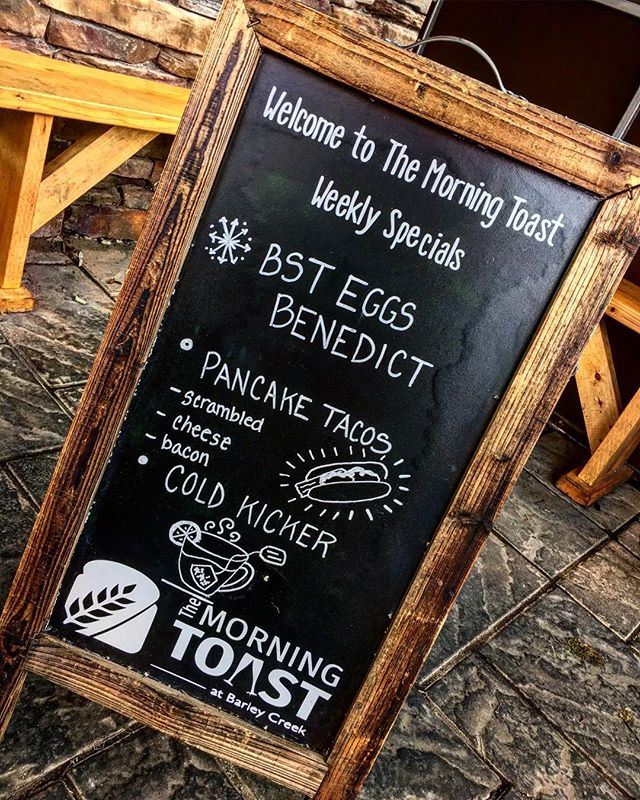 Welcome to The Morning Toast
Weekly Specials
BST EGGS
BENEDICT
• PANCAKE TACOS
- scrambled
- cheese
- bacon
• COLD KICKER
The MORNING
TOAST
at Barley Creek